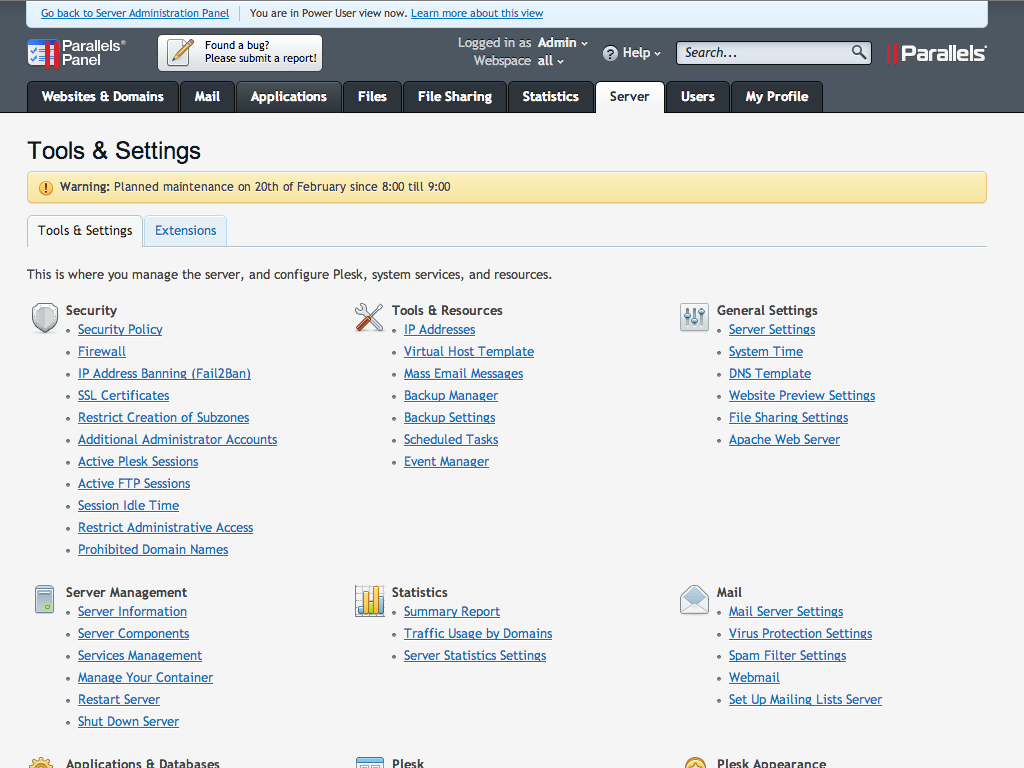 Go back to Server Administration Panel
You are in Power User view now. Learn more about this view
Parallels®
Panel
Found a bug?
Please submit a report!
Logged in as Admin
Webspace all
Help
Search...
Parallels®
Websites & Domains
Mail
Applications
Files
File Sharing
Statistics
Server
Users
My Profile
Tools & Settings
Warning: Planned maintenance on 20th of February since 8:00 till 9:00
Tools & Settings
Extensions
This is where you manage the server, and configure Plesk, system services, and resources.
Security
Security Policy
Firewall
IP Address Banning (Fail2Ban)
SSL Certificates
Restrict Creation of Subzones
Additional Administrator Accounts
Active Plesk Sessions
Active FTP Sessions
Session Idle Time
Restrict Administrative Access
Prohibited Domain Names
Tools & Resources
IP Addresses
Virtual Host Template
Mass Email Messages
Backup Manager
Backup Settings
Scheduled Tasks
Event Manager
General Settings
Server Settings
System Time
DNS Template
Website Preview Settings
File Sharing Settings
Apache Web Server
Server Management
Server Information
Server Components
Services Management
Manage Your Container
Restart Server
Shut Down Server
Statistics
Summary Report
Traffic Usage by Domains
Server Statistics Settings
Mail
Mail Server Settings
Virus Protection Settings
Spam Filter Settings
Webmail
Set Up Mailing Lists Server
Applications & Databases
Plesk
Plesk Appearance